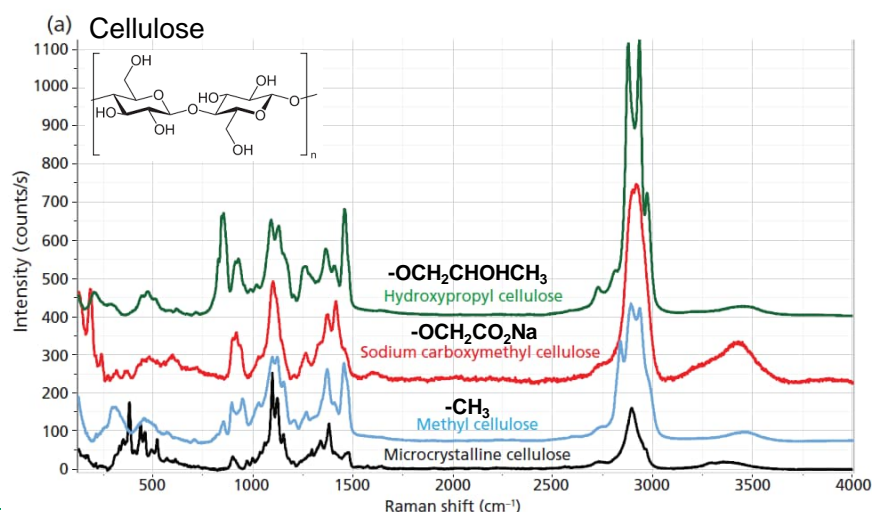 (a) Cellulose
1100
1000
900
800
700
600
500
400
300
200
100
0
Intensity (counts/s)
OH
O
HO
OH
O
HO
OH
O
O
OH
n
-OCH₂CHOHCH₃
Hydroxypropyl cellulose
-OCH₂CO₂Na
Sodium carboxymethyl cellulose
-CH₃
Methyl cellulose
Microcrystalline cellulose
500 1000 1500 2000 2500 3000 3500 4000
Raman shift (cm⁻¹)